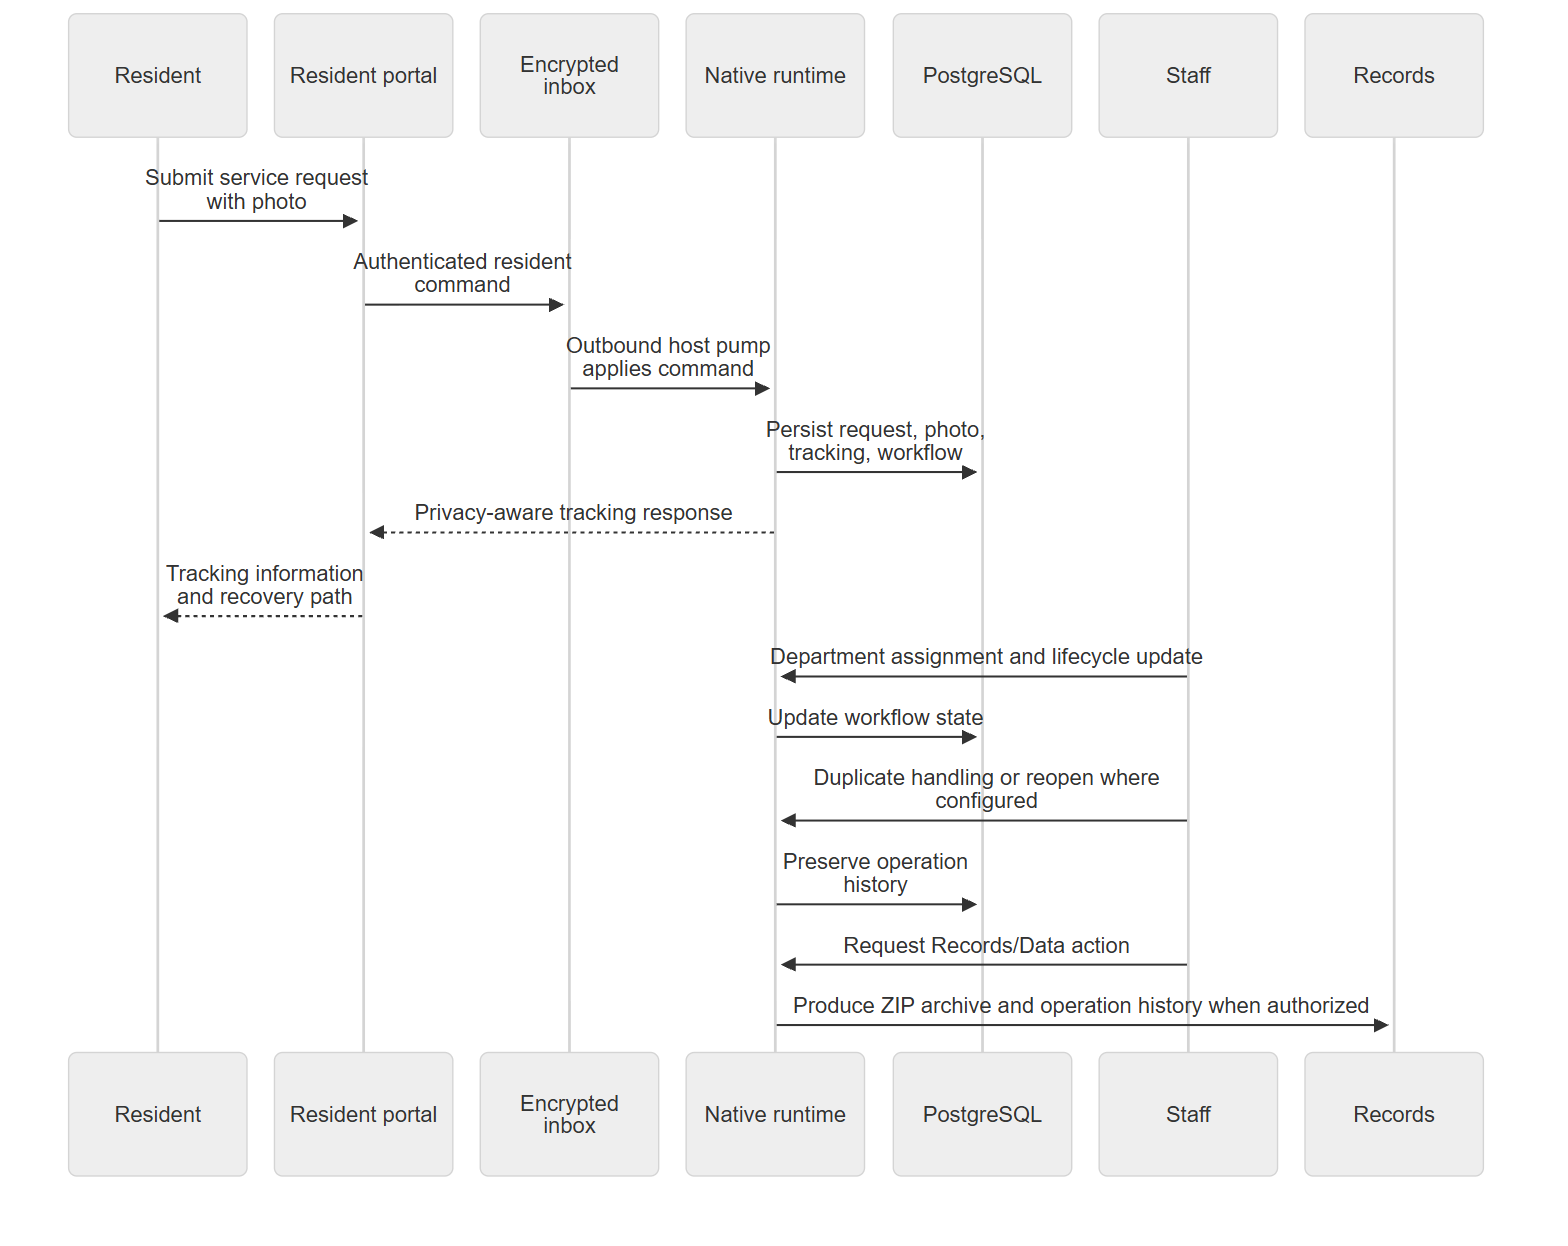 Resident
Resident portal
Encrypted
inbox
Native runtime
PostgreSQL
Staff
Records
Submit service request
with photo
Authenticated resident
command
Outbound host pump
applies command
Persist request, photo,
tracking, workflow
Privacy-aware tracking response
Tracking information
and recovery path
Department assignment and lifecycle update
Update workflow state
Duplicate handling or reopen where
configured
Preserve operation
history
Request Records/Data action
Produce ZIP archive and operation history when authorized
Resident
Resident portal
Encrypted
inbox
Native runtime
PostgreSQL
Staff
Records